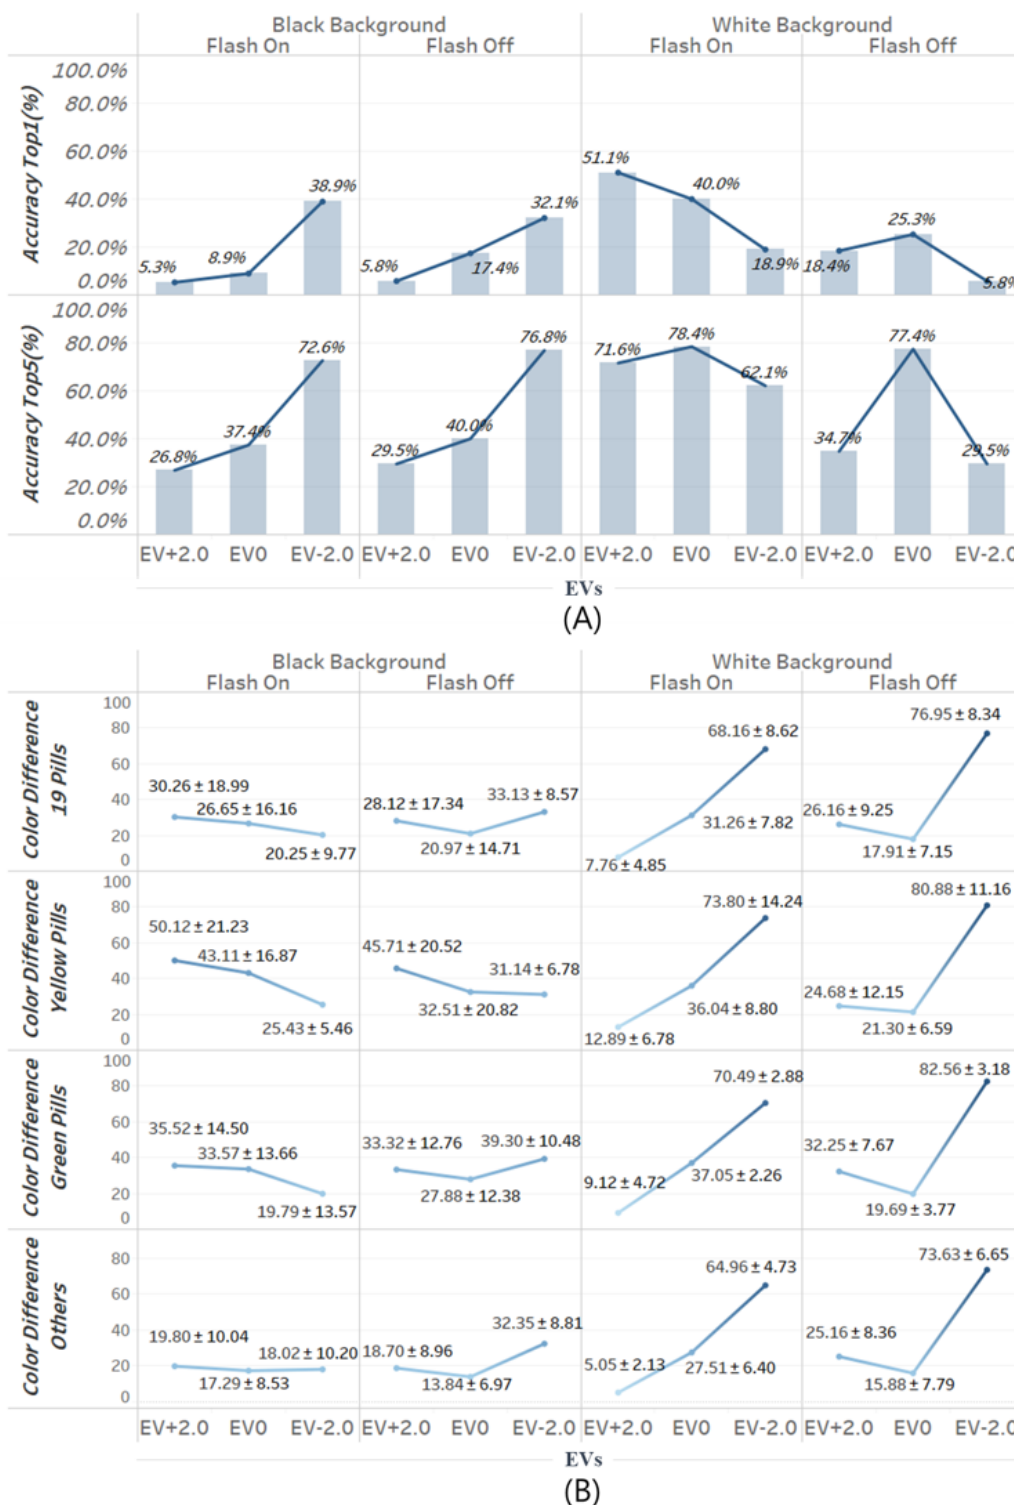 Black Background White Background
Flash On Flash Off Flash On Flash Off
Accuracy Top1(%)
100.0%
80.0%
60.0%
40.0%
20.0%
0.0%
5.3% 8.9% 38.9%
5.8% 17.4% 32.1%
51.1% 40.0% 18.9%
18.4% 25.3% 5.8%
Accuracy Top5(%)
100.0%
80.0%
60.0%
40.0%
20.0%
0.0%
26.8% 37.4% 72.6%
29.5% 40.0% 76.8%
71.6% 78.4% 62.1%
34.7% 77.4% 29.5%
EV+2.0 EV0 EV-2.0 EV+2.0 EV0 EV-2.0 EV+2.0 EV0 EV-2.0 EV+2.0 EV0 EV-2.0
EVs
(A)
Black Background White Background
Flash On Flash Off Flash On Flash Off
Color Difference
19 Pills
100
80
60
40
20
0
30.26 ± 18.99 26.65 ± 16.16 20.25 ± 9.77
28.12 ± 17.34 20.97 ± 14.71 33.13 ± 8.57
7.76 ± 4.85 31.26 ± 7.82 68.16 ± 8.62
26.16 ± 9.25 17.91 ± 7.15 76.95 ± 8.34
Color Difference
Yellow Pills
100
80
60
40
20
0
50.12 ± 21.23 43.11 ± 16.87 25.43 ± 5.46
45.71 ± 20.52 32.51 ± 20.82 31.14 ± 6.78
12.89 ± 6.78 36.04 ± 8.80 73.80 ± 14.24
24.68 ± 12.15 21.30 ± 6.59 80.88 ± 11.16
Color Difference
Green Pills
100
80
60
40
20
0
35.52 ± 14.50 33.57 ± 13.66 19.79 ± 13.57
33.32 ± 12.76 27.88 ± 12.38 39.30 ± 10.48
9.12 ± 4.72 37.05 ± 2.26 70.49 ± 2.88
32.25 ± 7.67 19.69 ± 3.77 82.56 ± 3.18
Color Difference
Others
80
60
40
20
0
19.80 ± 10.04 17.29 ± 8.53 18.02 ± 10.20
18.70 ± 8.96 13.84 ± 6.97 32.35 ± 8.81
5.05 ± 2.13 27.51 ± 6.40 64.96 ± 4.73
25.16 ± 8.36 15.88 ± 7.79 73.63 ± 6.65
EV+2.0 EV0 EV-2.0 EV+2.0 EV0 EV-2.0 EV+2.0 EV0 EV-2.0 EV+2.0 EV0 EV-2.0
EVs
(B)